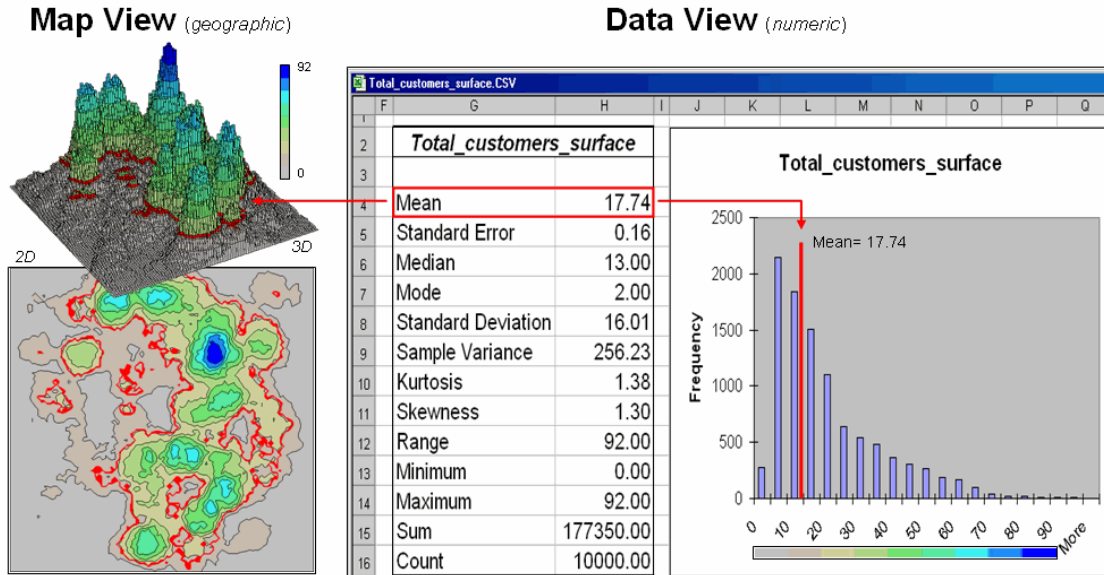 Map View (geographic)
Data View (numeric)
92
0
3D
2D
Total_customers_surface.CSV
F G H I J K L M N O P Q
2 Total_customers_surface
3
4 Mean 17.74
5 Standard Error 0.16
6 Median 13.00
7 Mode 2.00
8 Standard Deviation 16.01
9 Sample Variance 256.23
10 Kurtosis 1.38
11 Skewness 1.30
12 Range 92.00
13 Minimum 0.00
14 Maximum 92.00
15 Sum 177350.00
16 Count 10000.00
Total_customers_surface
Mean= 17.74
Frequency
2500
2000
1500
1000
500
0
0 10 20 30 40 50 60 70 80 90 More